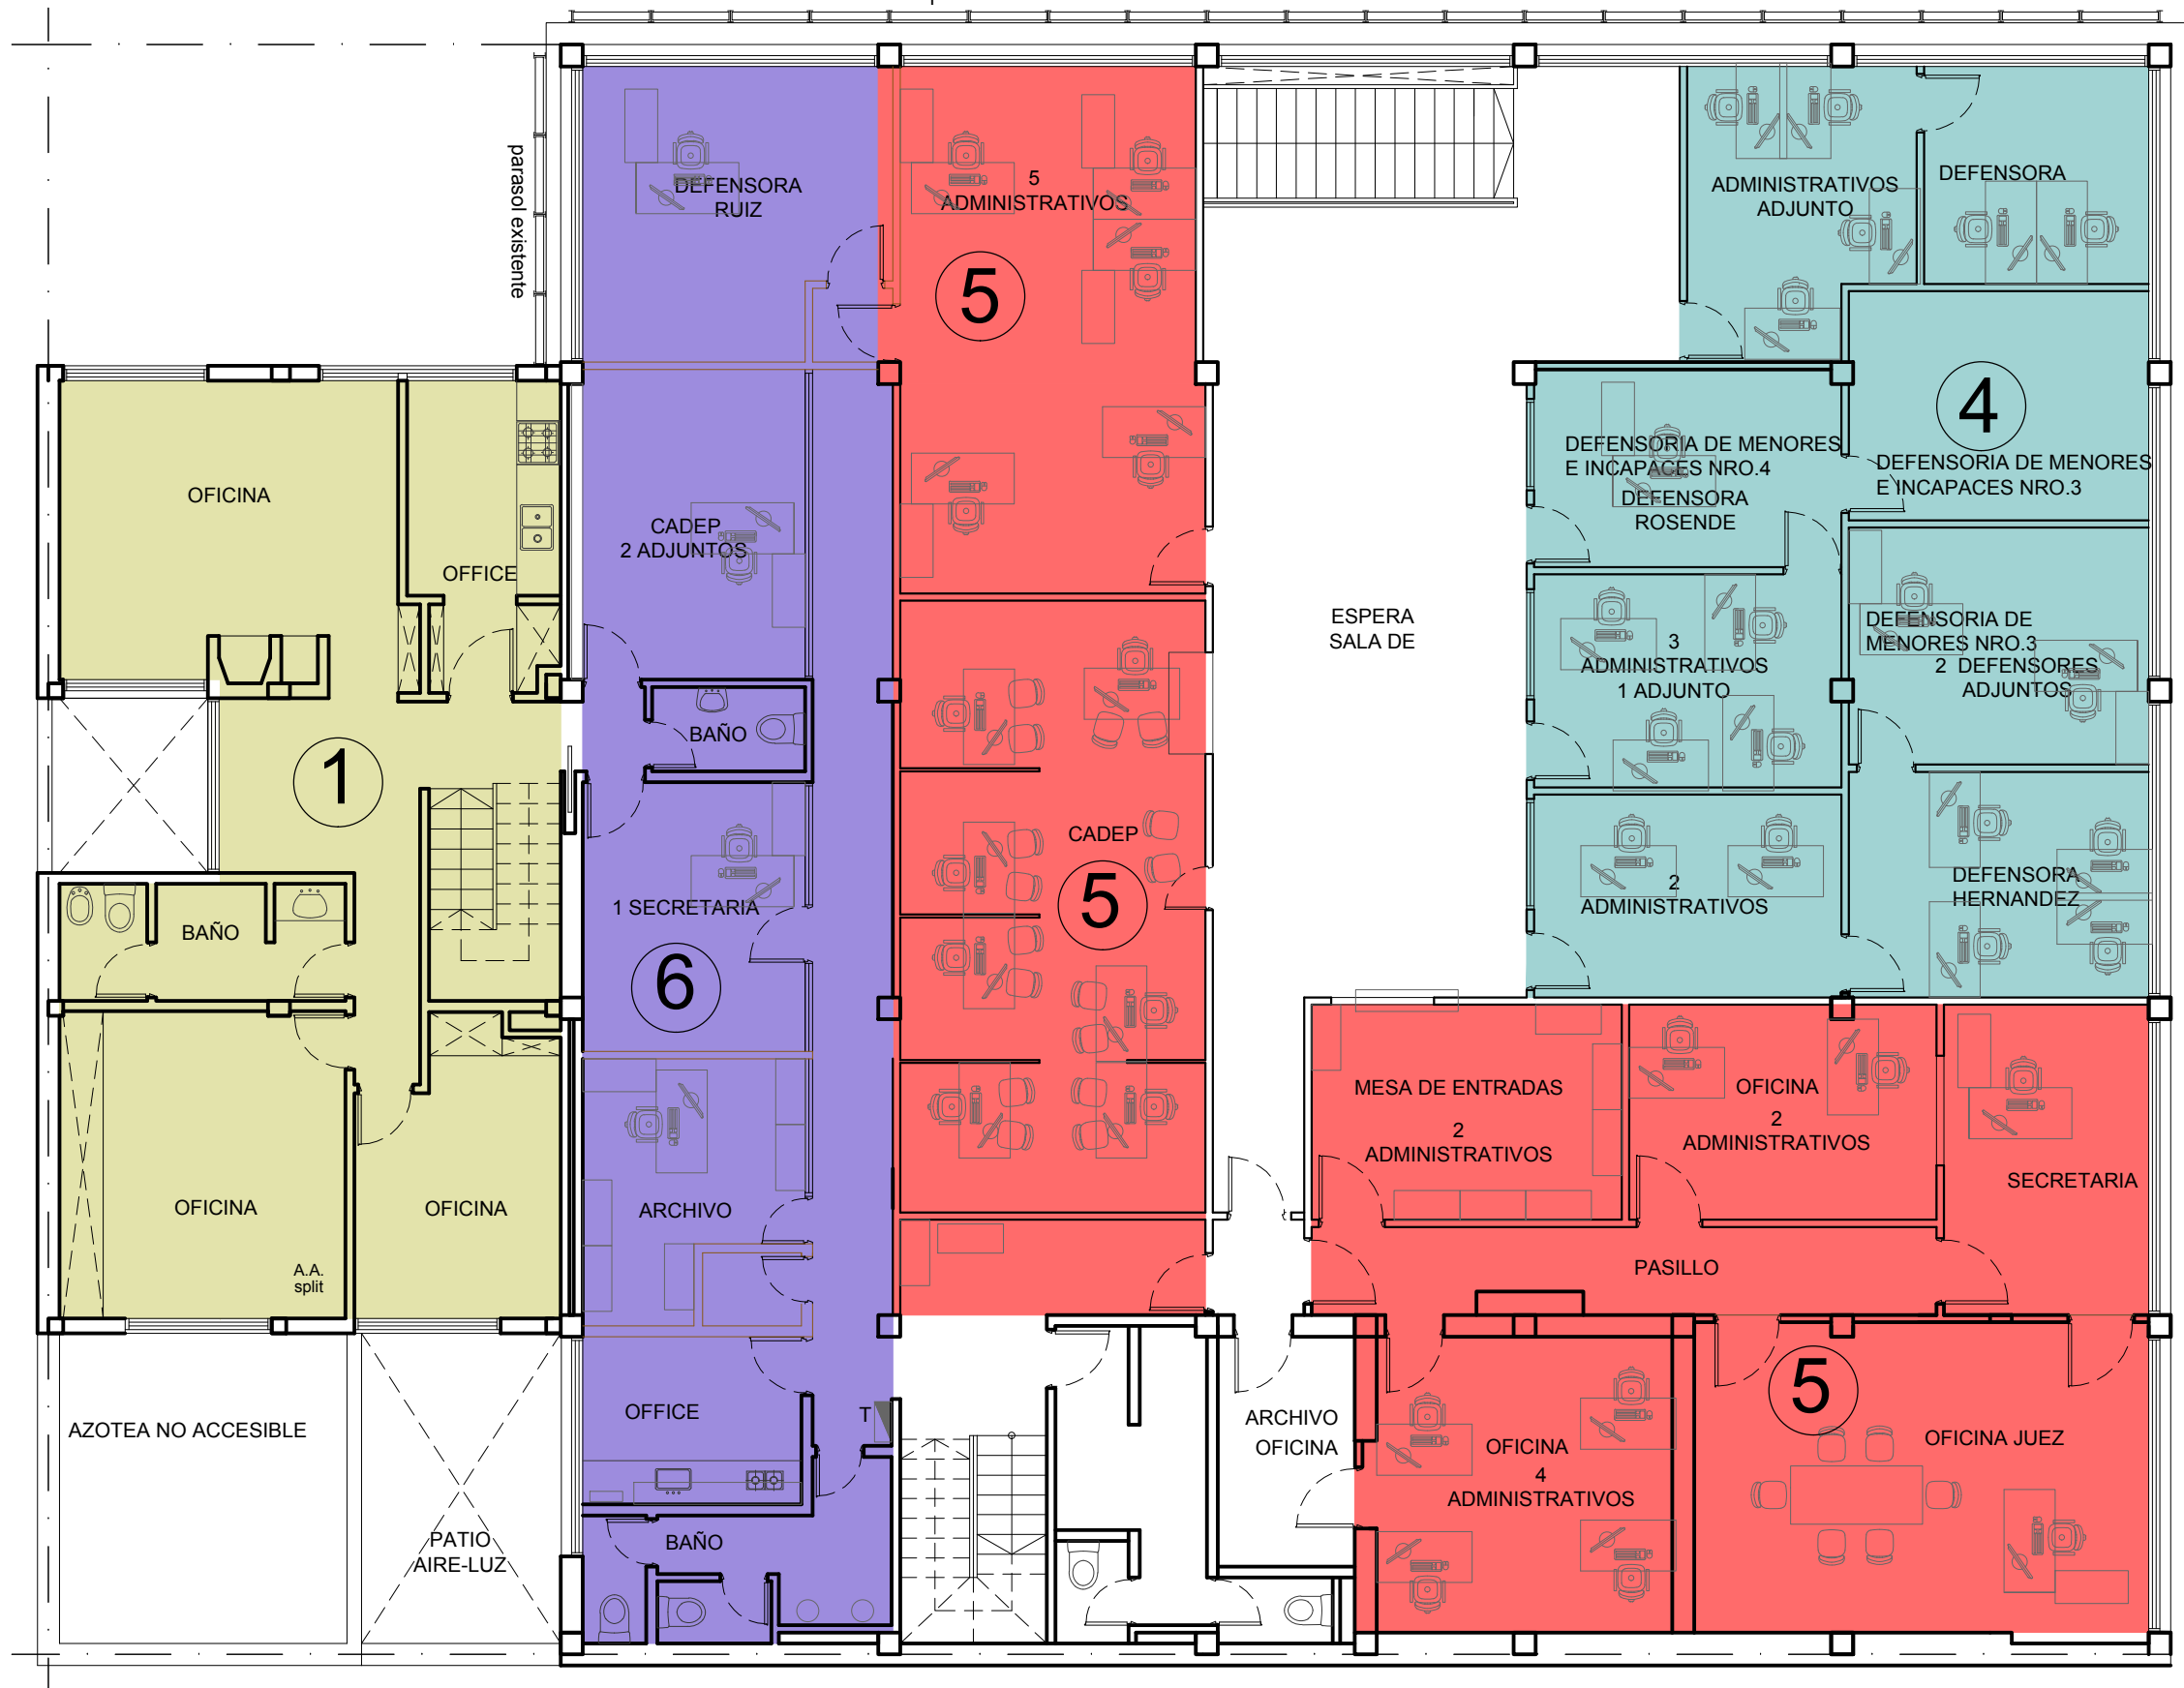 parasol existente
DEFENSORA
RUIZ
5
ADMINISTRATIVOS
5
ADMINISTRATIVOS
ADJUNTO
DEFENSORA
4
DEFENSORIA DE MENORES
E INCAPACES NRO.4
DEFENSORA
ROSENDE
DEFENSORIA DE MENORES
E INCAPACES NRO.3
OFICINA
OFFICE
CADEP
2 ADJUNTOS
ESPERA
SALA DE
3
ADMINISTRATIVOS
1 ADJUNTO
DEFENSORIA DE
MENORES NRO.3
2 DEFENSORES
ADJUNTOS
1
BAÑO
CADEP
5
2
ADMINISTRATIVOS
DEFENSORA
HERNANDEZ
BAÑO
1 SECRETARIA
6
MESA DE ENTRADAS
2
ADMINISTRATIVOS
OFICINA
2
ADMINISTRATIVOS
SECRETARIA
OFICINA
A.A.
split
OFICINA
ARCHIVO
PASILLO
AZOTEA NO ACCESIBLE
PATIO
AIRE-LUZ
OFFICE
T
BAÑO
ARCHIVO
OFICINA
OFICINA
4
ADMINISTRATIVOS
5
OFICINA JUEZ